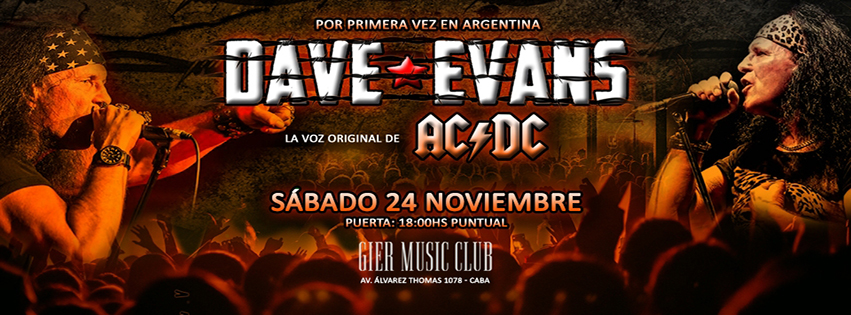 POR PRIMERA VEZ EN ARGENTINA
DAVE★EVANS
LA VOZ ORIGINAL DE AC⚡DC
SÁBADO 24 NOVIEMBRE
PUERTA: 18:00HS PUNTUAL
GIER MUSIC CLUB
AV. ÁLVAREZ THOMAS 1078 - CABA